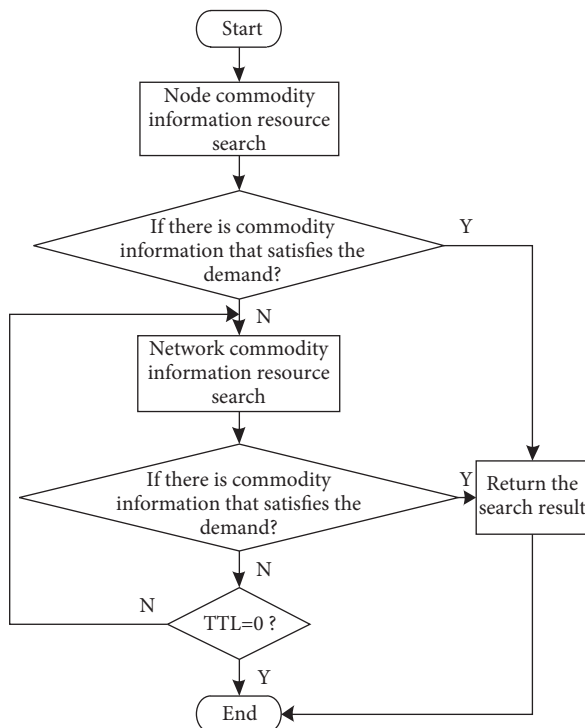 Start
Node commodity
information resource
search
If there is commodity
information that satisfies the
demand?
Y
N
Network commodity
information resource
search
If there is commodity
information that satisfies the
demand?
Y
Return the
search result
N
N
TTL=0 ?
Y
End